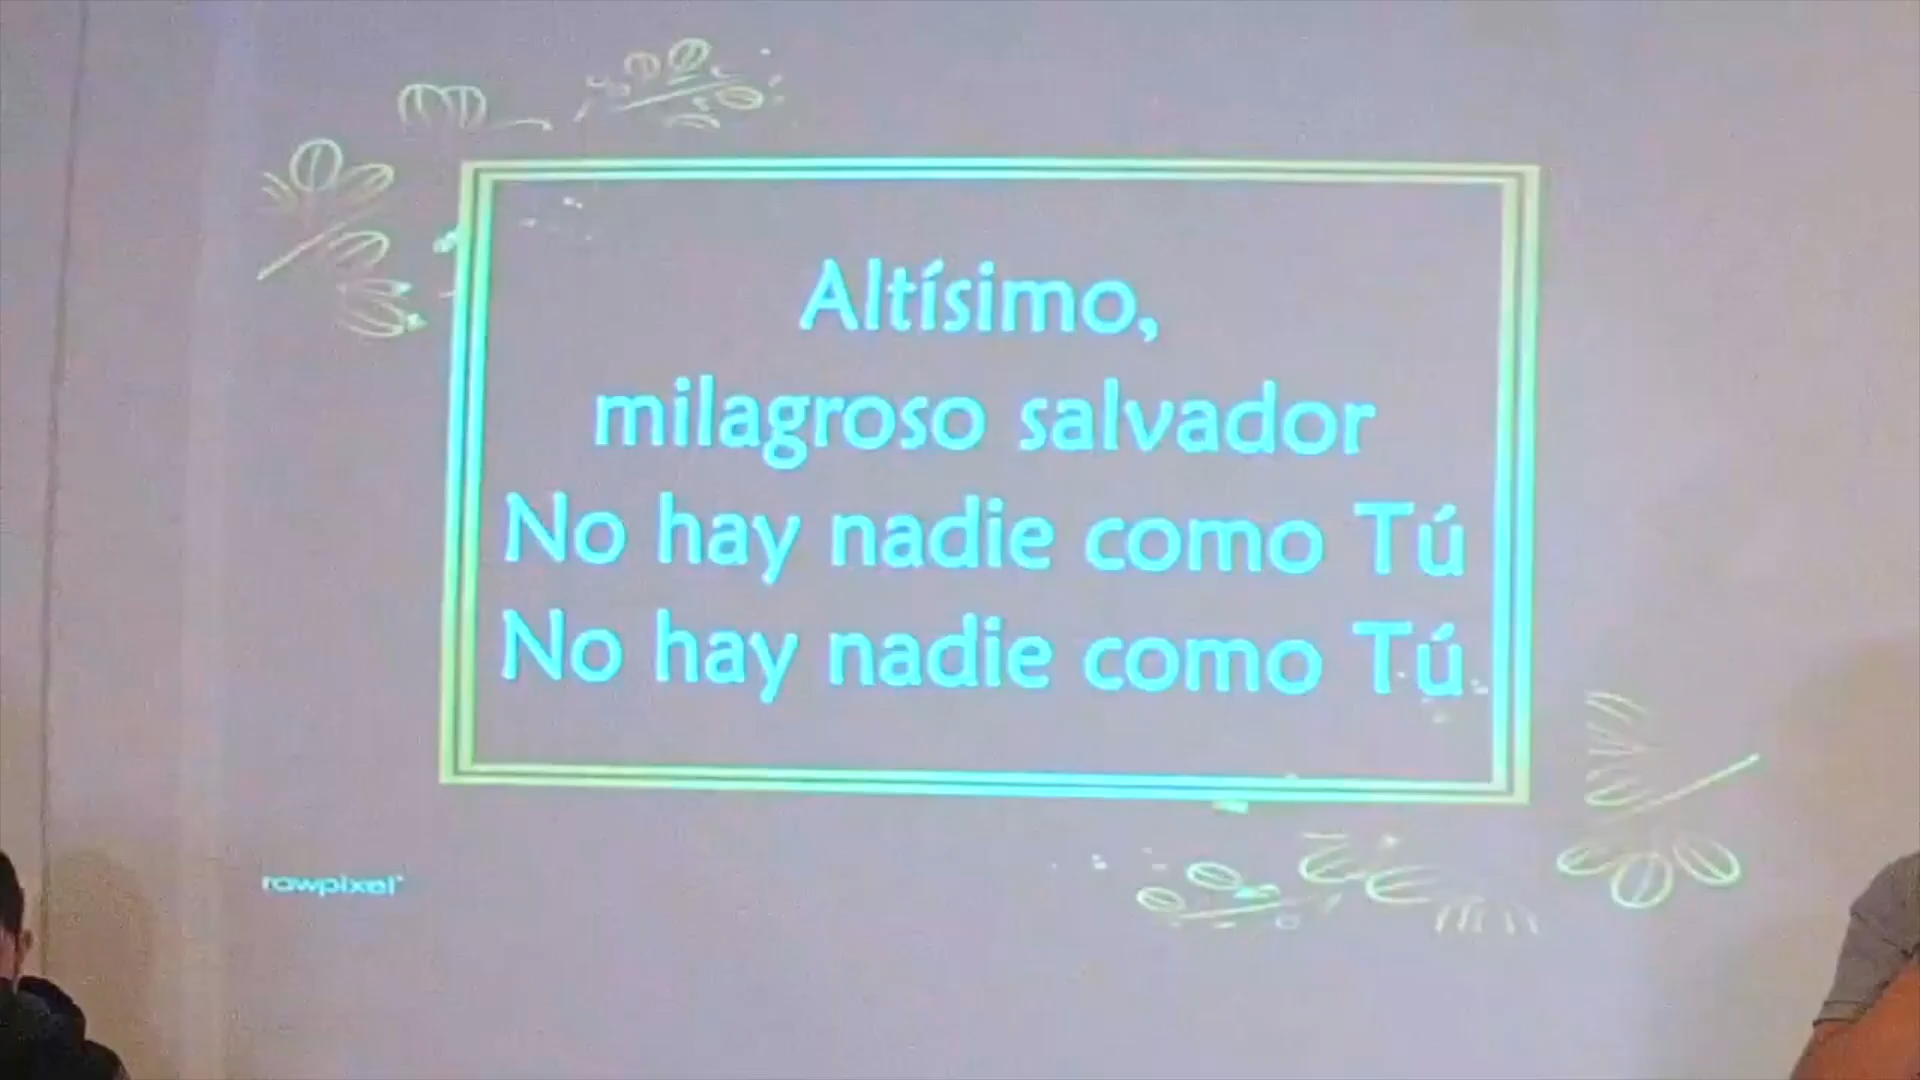 Altísimo,
milagroso salvador
No hay nadie como Tú
No hay nadie como Tú
rawpixel